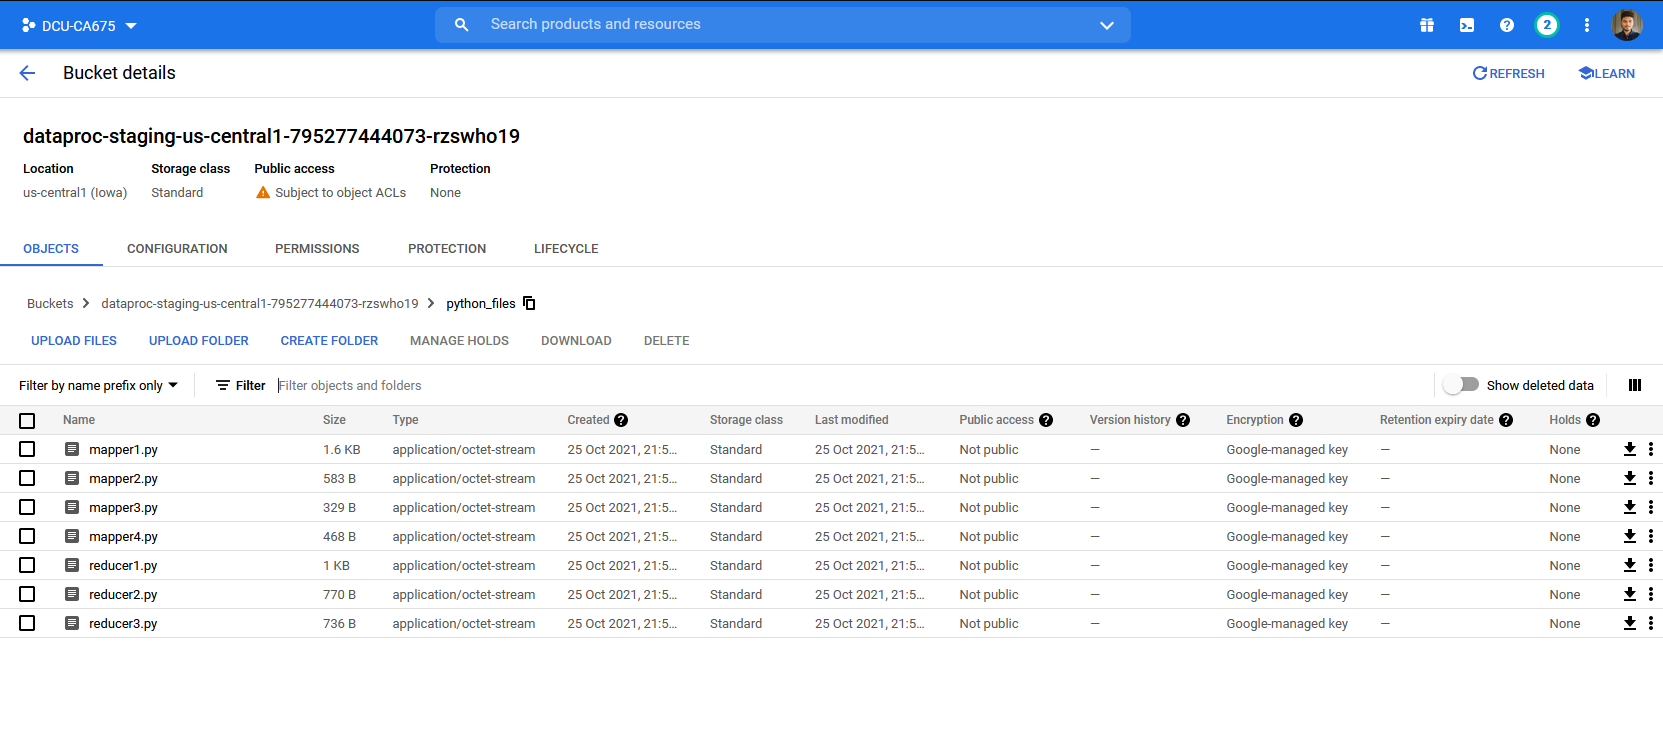 DCU-CA675 Search products and resources 2
Bucket details REFRESH LEARN
dataproc-staging-us-central1-795277444073-rzswho19
Location Storage class Public access Protection
us-central1 (Iowa) Standard Subject to object ACLs None
OBJECTS CONFIGURATION PERMISSIONS PROTECTION LIFECYCLE
Buckets dataproc-staging-us-central1-795277444073-rzswho19 python_files
UPLOAD FILES UPLOAD FOLDER CREATE FOLDER MANAGE HOLDS DOWNLOAD DELETE
Filter by name prefix only Filter Filter objects and folders Show deleted data
Name Size Type Created Storage class Last modified Public access Version history Encryption Retention expiry date Holds
mapper1.py 1.6 KB application/octet-stream 25 Oct 2021, 21:5... Standard 25 Oct 2021, 21:5... Not public — Google-managed key — None
mapper2.py 583 B application/octet-stream 25 Oct 2021, 21:5... Standard 25 Oct 2021, 21:5... Not public — Google-managed key — None
mapper3.py 329 B application/octet-stream 25 Oct 2021, 21:5... Standard 25 Oct 2021, 21:5... Not public — Google-managed key — None
mapper4.py 468 B application/octet-stream 25 Oct 2021, 21:5... Standard 25 Oct 2021, 21:5... Not public — Google-managed key — None
reducer1.py 1 KB application/octet-stream 25 Oct 2021, 21:5... Standard 25 Oct 2021, 21:5... Not public — Google-managed key — None
reducer2.py 770 B application/octet-stream 25 Oct 2021, 21:5... Standard 25 Oct 2021, 21:5... Not public — Google-managed key — None
reducer3.py 736 B application/octet-stream 25 Oct 2021, 21:5... Standard 25 Oct 2021, 21:5... Not public — Google-managed key — None